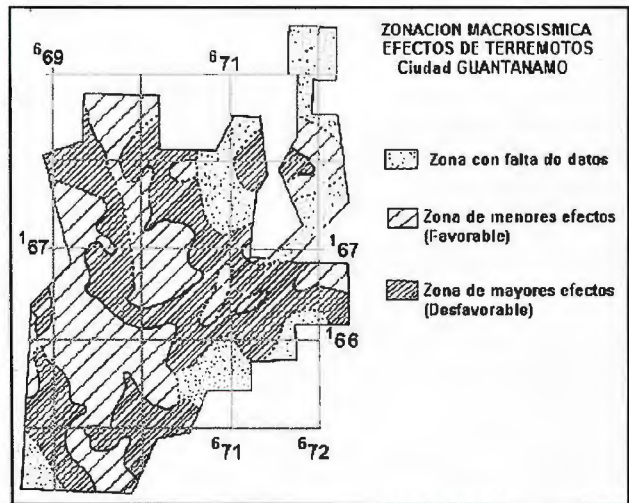 ZONACION MACROSISMICA
EFECTOS DE TERREMOTOS
Ciudad GUANTANAMO
⁶69
⁶71
Zona con falta do datos
Zona de menores efectos
(Favorable)
¹67
¹67
Zona de mayores efectos
(Desfavorable)
¹66
⁶71
⁶72